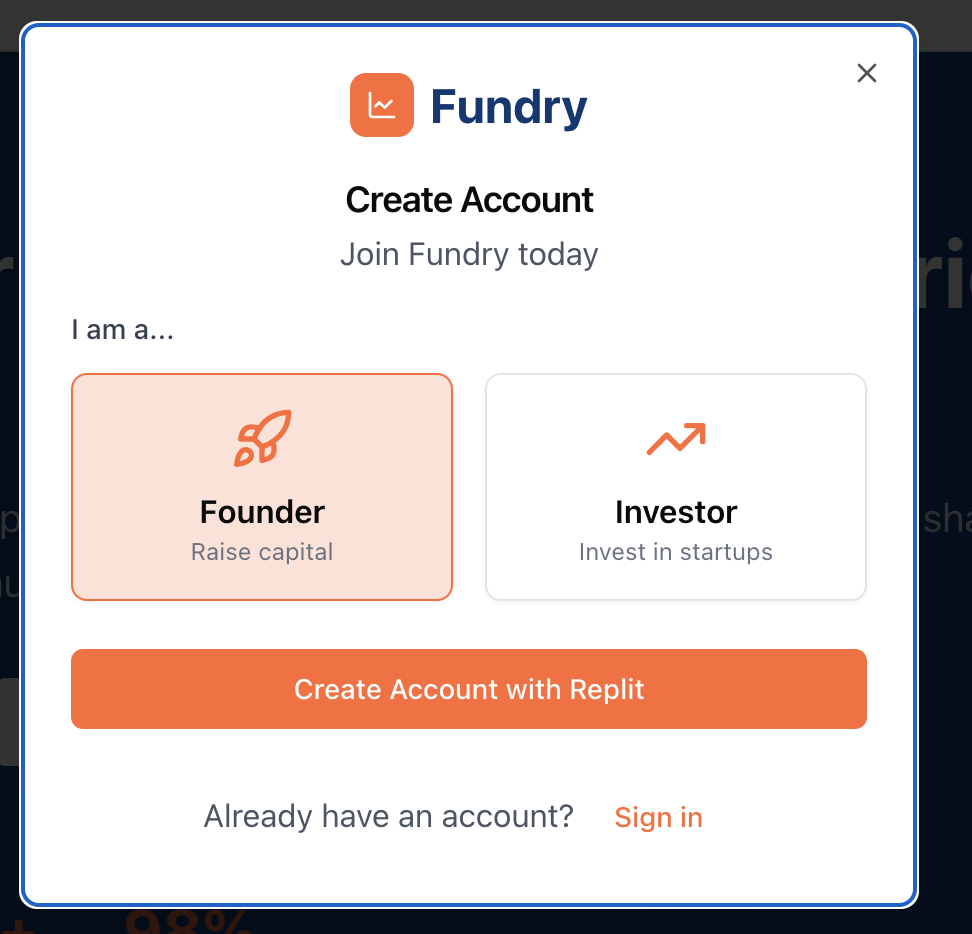 Fundry
Create Account
Join Fundry today
I am a...
Founder
Raise capital
Investor
Invest in startups
Create Account with Replit
Already have an account? Sign in
98%